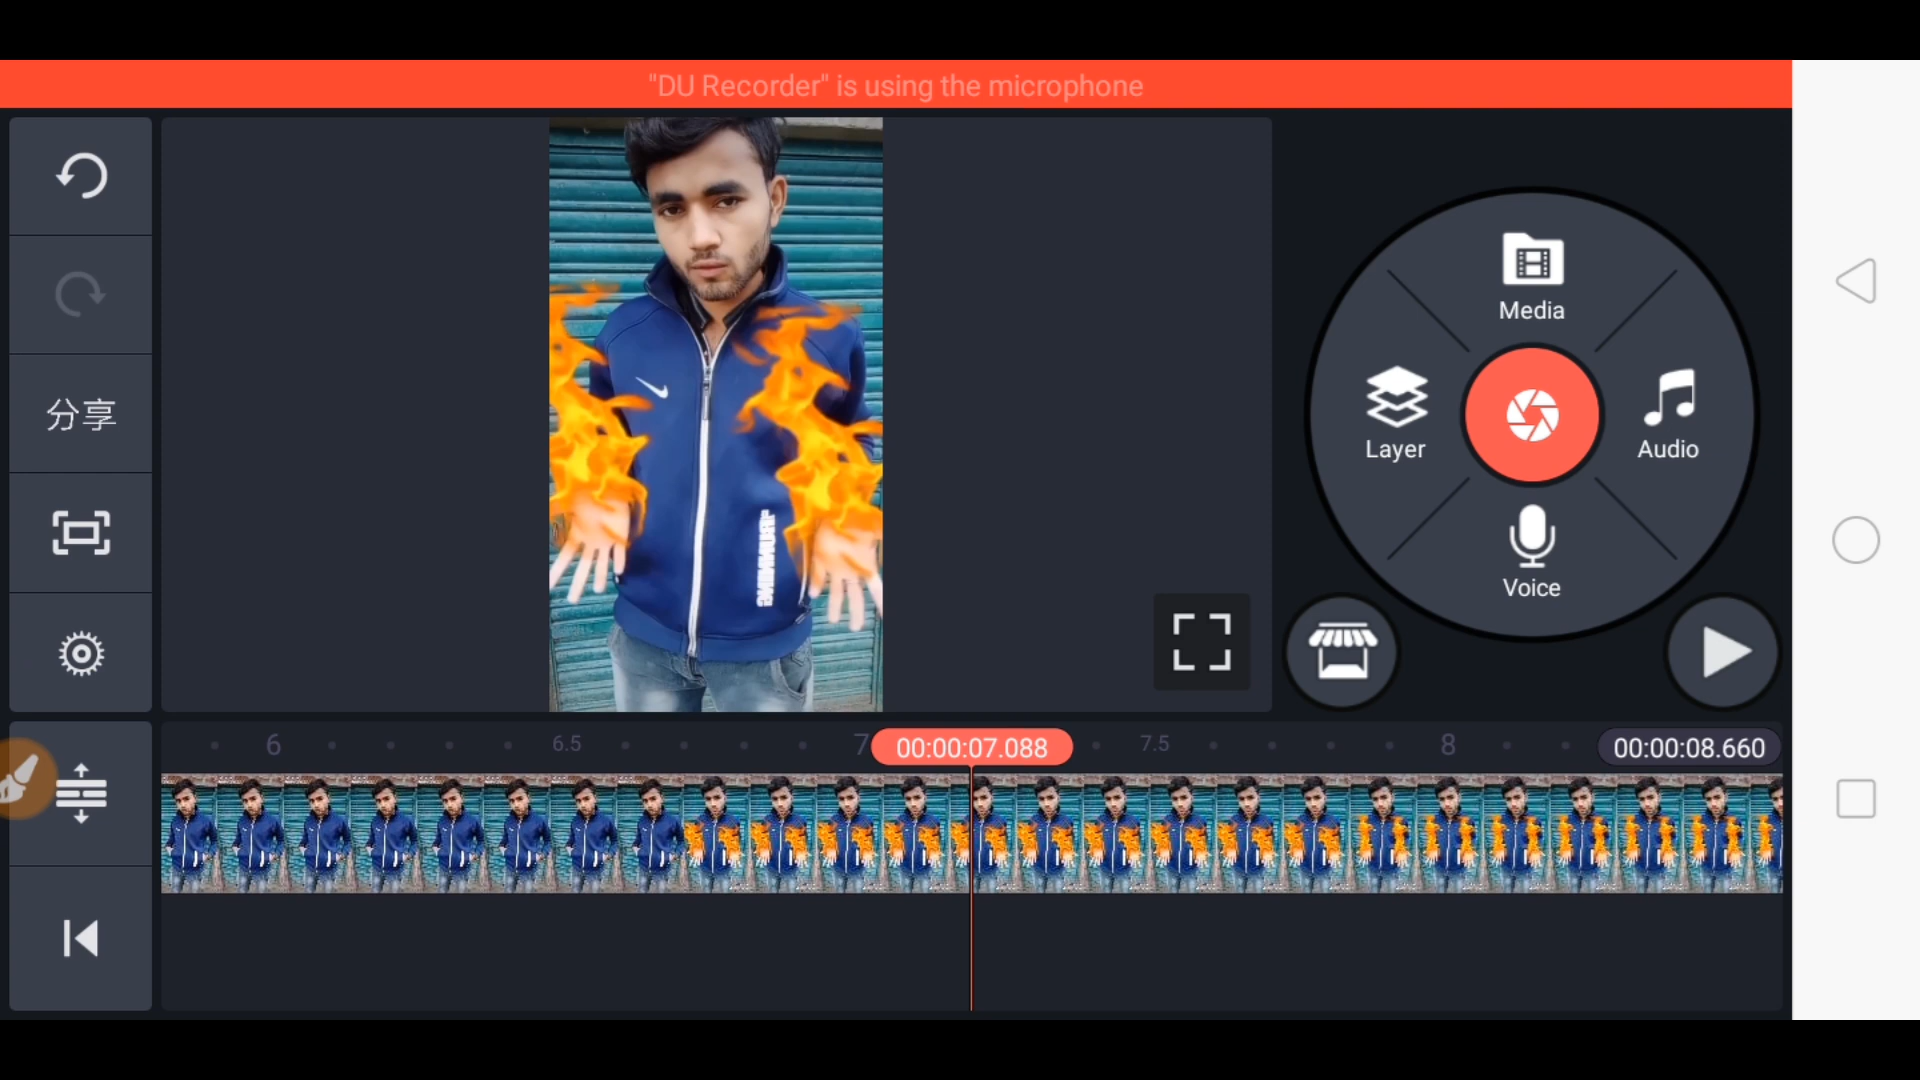 "DU Recorder" is using the microphone
分享
Media
Layer
Audio
Voice
RUNNING
6
6.5
7
00:00:07.088
7.5
8
00:00:08.660